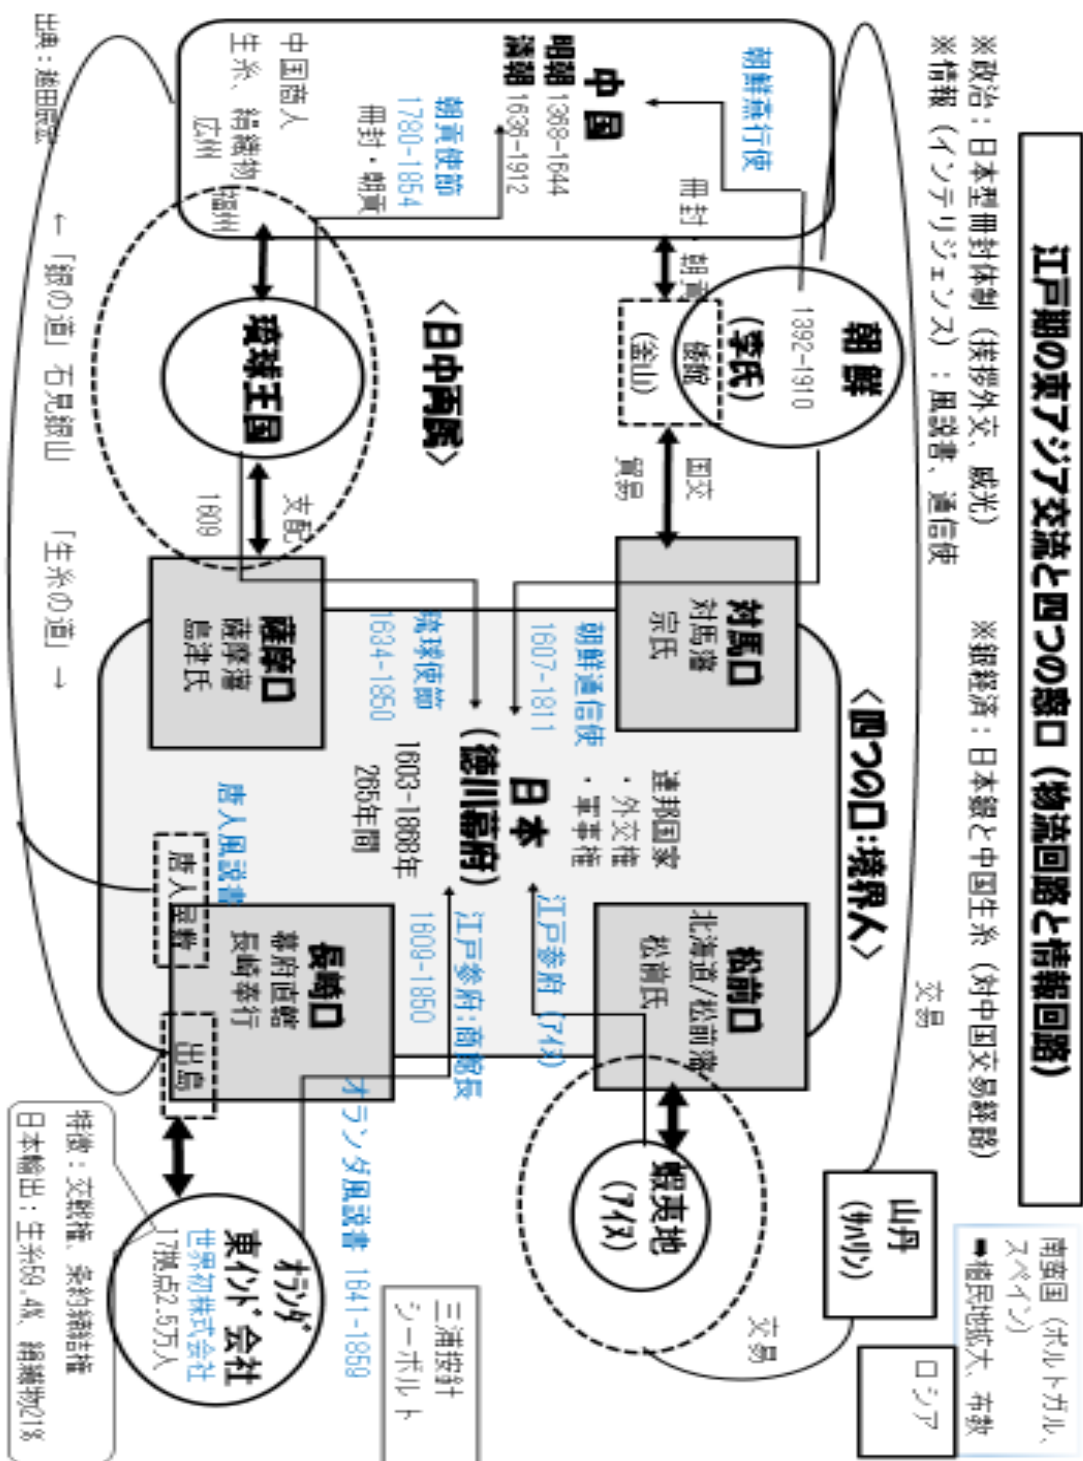 江戸期の東アジア交流と四つの窓口（物流回路と情報回路）
※政治：日本型冊封体制（挨拶外交、威光）
※情報（インテリジェンス）：風説書、通信使
※銀経済：日本銀と中国生糸（対中国交易経路）
南蛮国（ポルトガル、
スペイン）
➡植民地拡大、布教
ロシア
山丹
（サハリン）
交易
交易
<四つの口：境界人>
朝鮮
1392-1910
（李氏）
倭館
（釜山）
朝鮮燕行使
冊封・朝貢
中国
明朝 1368-1644
清朝 1636-1912
朝貢使節
1780-1854
冊封・朝貢
中国商人
生糸、絹織物
広州
福州
国交
貿易
対馬口
対馬藩
宗氏
朝鮮通信使
1607-1811
連邦国家
・外交権
・軍事権
松前口
北海道/松前藩
松前氏
蝦夷地
（アイヌ）
江戸参府（アイヌ）
日本
（徳川幕府）
1603-1868年
265年間
<日中両属>
琉球王国
支配
1609
薩摩口
薩摩藩
島津氏
琉球使節
1634-1850
唐人風説書
唐人屋敷
長崎口
幕府直轄
長崎奉行
出島
江戸参府：商館長
1609-1850
オランダ風説書 1641-1859
三浦按針
シーボルト
オランダ
東インド会社
世界初株式会社
17拠点2.5万人
特徴：交戦権、条約締結権
日本輸出：生糸59.4%、絹織物21%
← 「銀の道」石見銀山
「生糸の道」 →
出典：